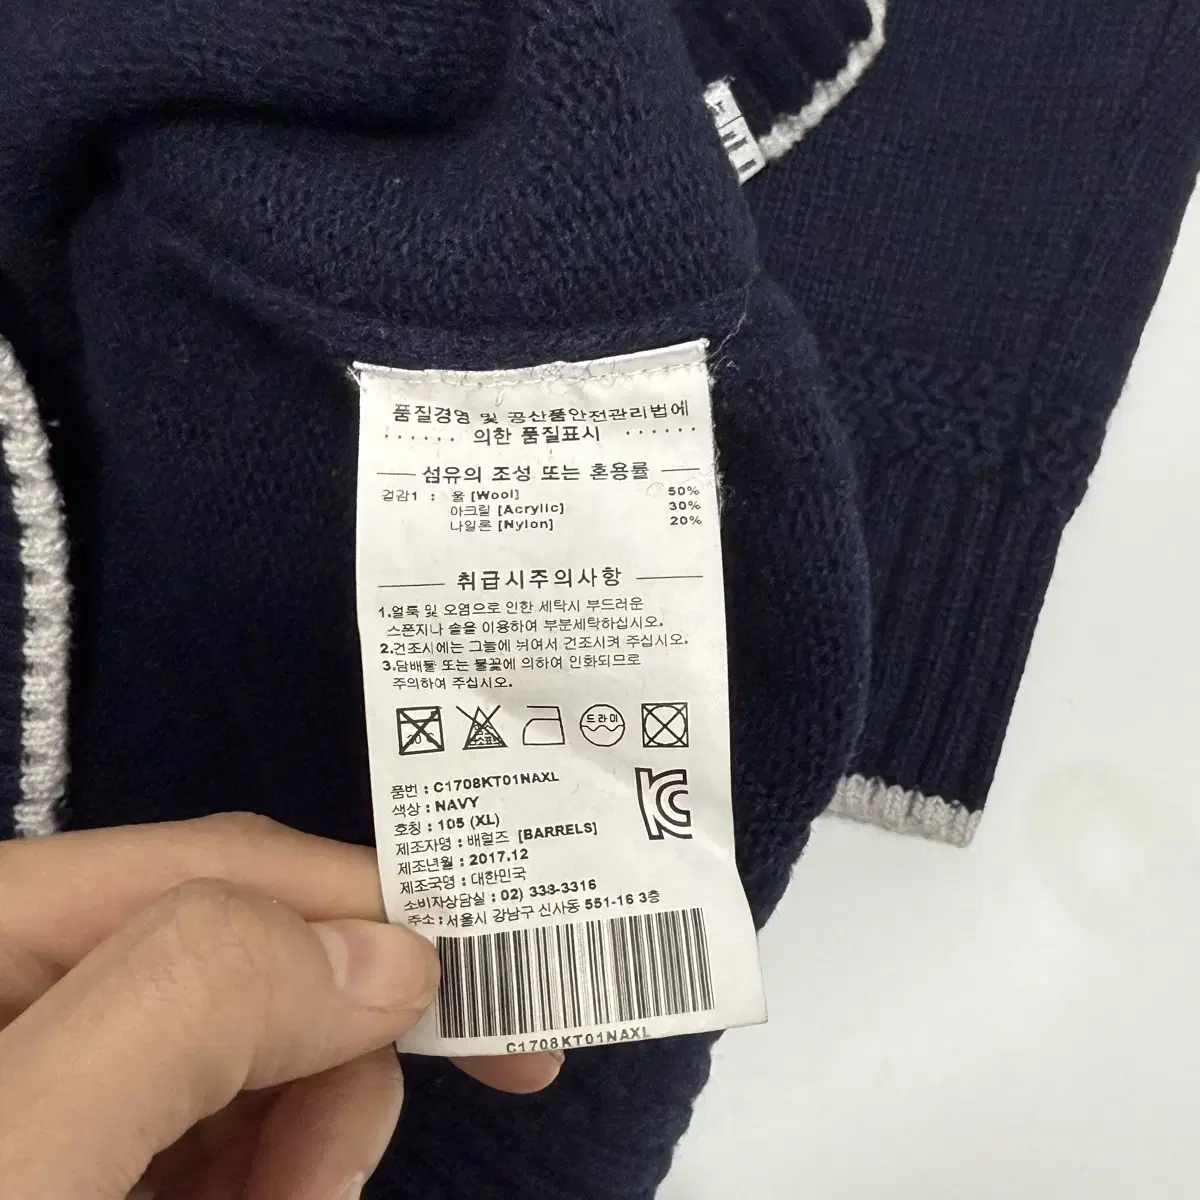 품질경영 및 공산품안전관리법에
의한 품질표시
섬유의 조성 또는 혼용률
겉감1 : 울 [Wool] 50%
아크릴 [Acrylic] 30%
나일론 [Nylon] 20%
취급시주의사항
1.얼룩 및 오염으로 인한 세탁시 부드러운
스폰지나 솔을 이용하여 부분세탁하십시오.
2.건조시에는 그늘에 뉘여서 건조시켜 주십시오.
3.담배불 또는 불꽃에 의하여 인화되므로
주의하여 주십시오.
드라이
품번 : C1708KT01NAXL
색상 : NAVY
호칭 : 105 (XL)
제조자명 : 배럴즈 [BARRELS]
제조년월 : 2017.12
제조국명 : 대한민국
소비자상담실 : 02) 338-3316
주소 : 서울시 강남구 신사동 551-16 3층
C1708KT01NAXL